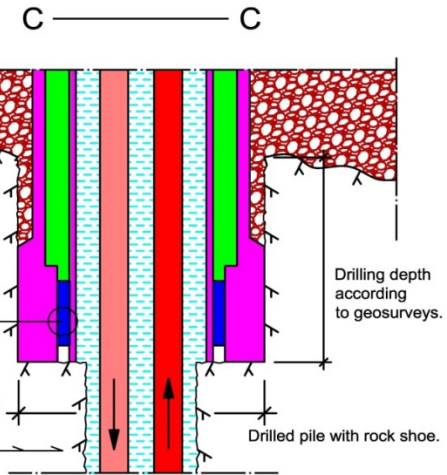 C C
Drilling depth
according
to geosurveys.
Drilled pile with rock shoe.